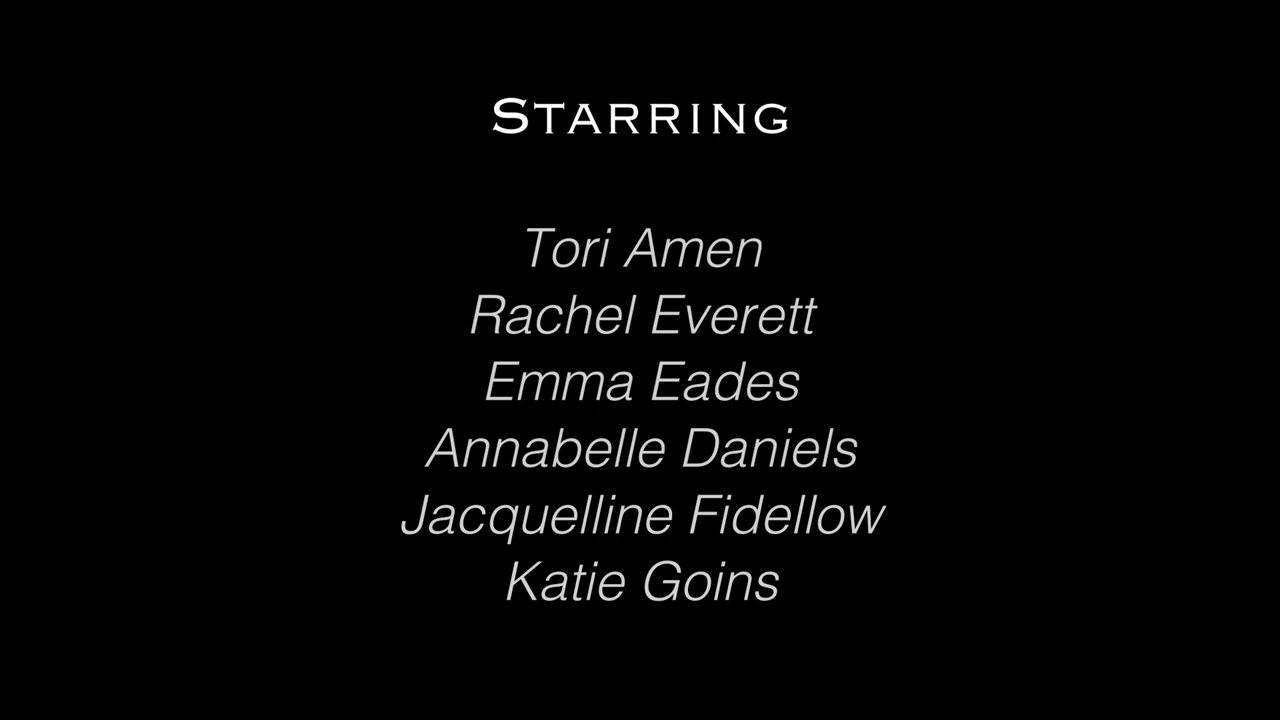 Starring
Tori Amen
Rachel Everett
Emma Eades
Annabelle Daniels
Jacquelline Fidellow
Katie Goins